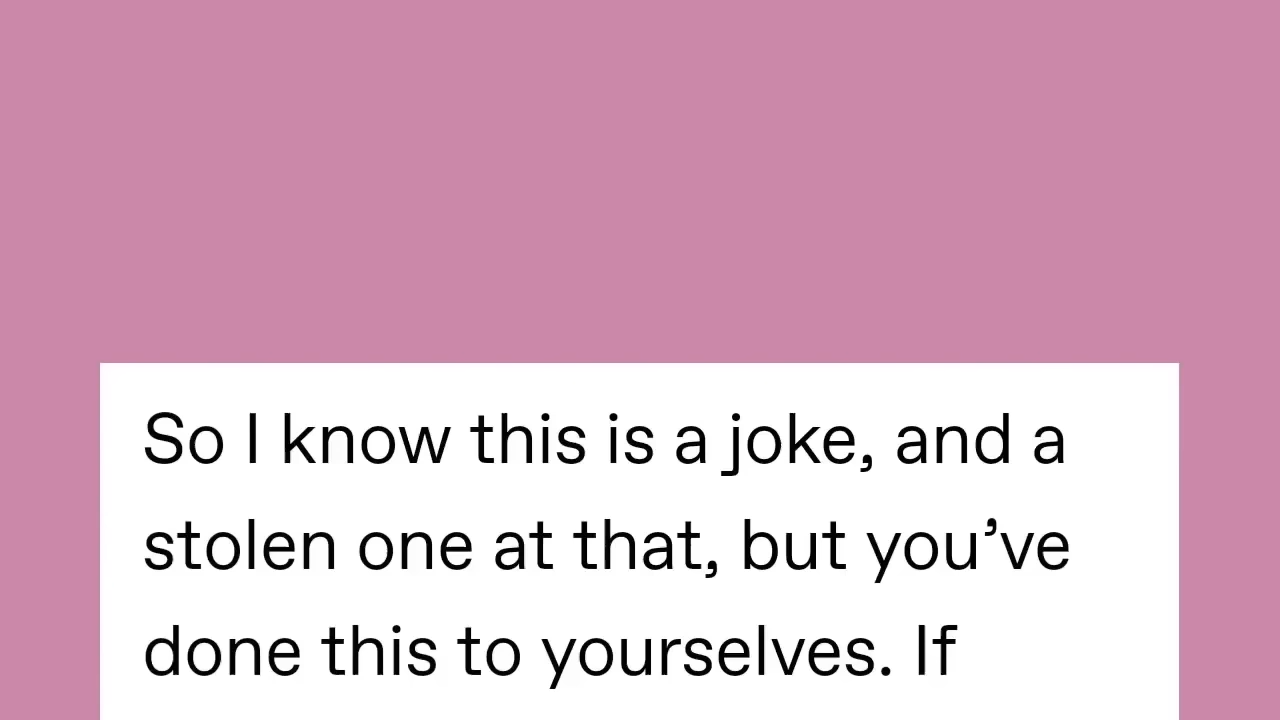 So I know this is a joke, and a
stolen one at that, but you’ve
done this to yourselves. If